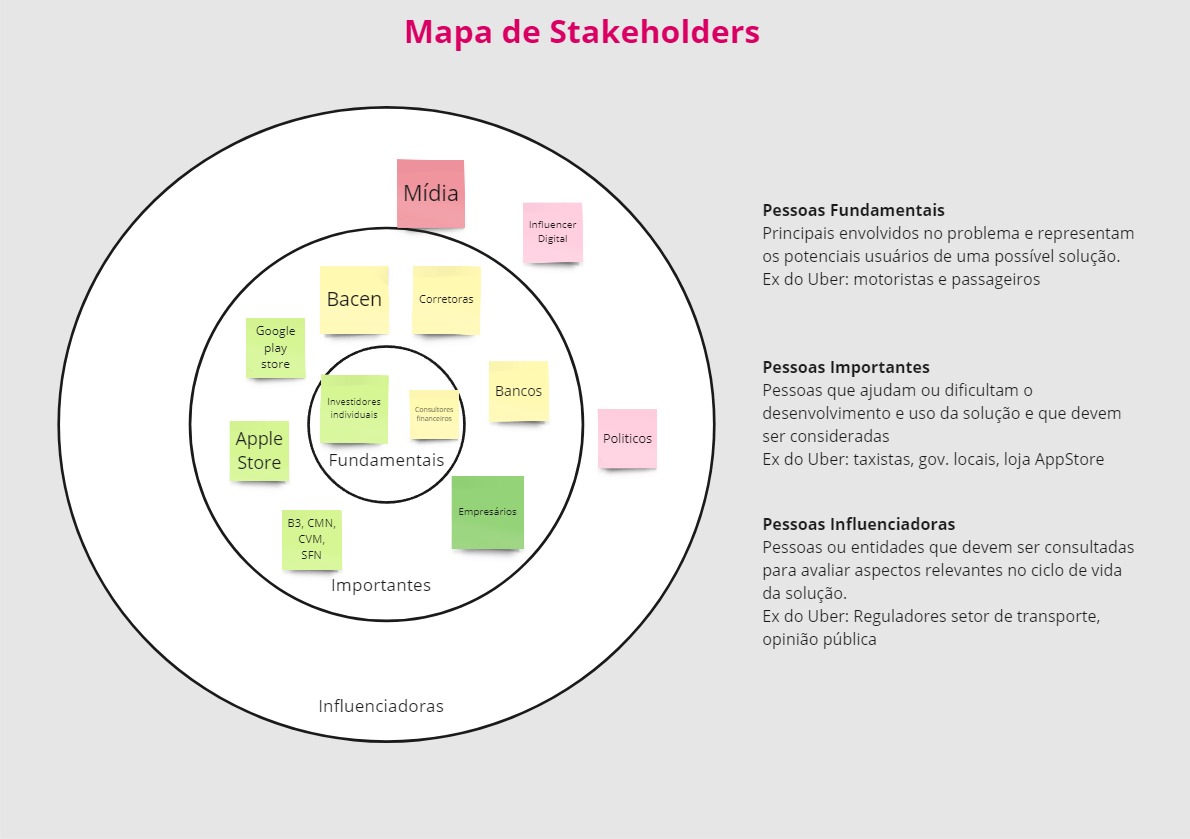 Mapa de Stakeholders
Mídia
Influencer
Digital
Bacen
Corretoras
Google
play
store
Investidores
individuais
Consultores
financeiros
Bancos
Politicos
Apple
Store
Fundamentais
Empresários
B3, CMN,
CVM,
SFN
Importantes
Influenciadoras
Pessoas Fundamentais
Principais envolvidos no problema e representam
os potenciais usuários de uma possível solução.
Ex do Uber: motoristas e passageiros
Pessoas Importantes
Pessoas que ajudam ou dificultam o
desenvolvimento e uso da solução e que devem
ser consideradas
Ex do Uber: taxistas, gov. locais, loja AppStore
Pessoas Influenciadoras
Pessoas ou entidades que devem ser consultadas
para avaliar aspectos relevantes no ciclo de vida
da solução.
Ex do Uber: Reguladores setor de transporte,
opinião pública